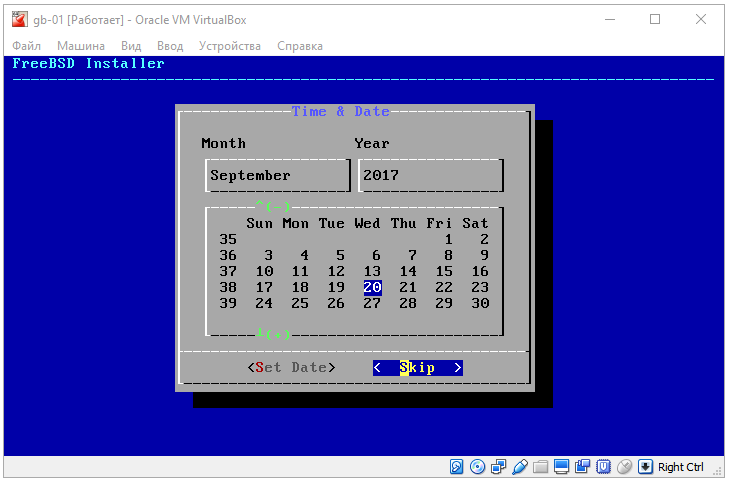 gb-01 [Работает] - Oracle VM VirtualBox
Файл Машина Вид Ввод Устройства Справка
FreeBSD Installer
Time & Date
Month Year
September 2017
^(-)
Sun Mon Tue Wed Thu Fri Sat
35 1 2
36 3 4 5 6 7 8 9
37 10 11 12 13 14 15 16
38 17 18 19 20 21 22 23
39 24 25 26 27 28 29 30
(+)
<Set Date> < Skip >
Right Ctrl